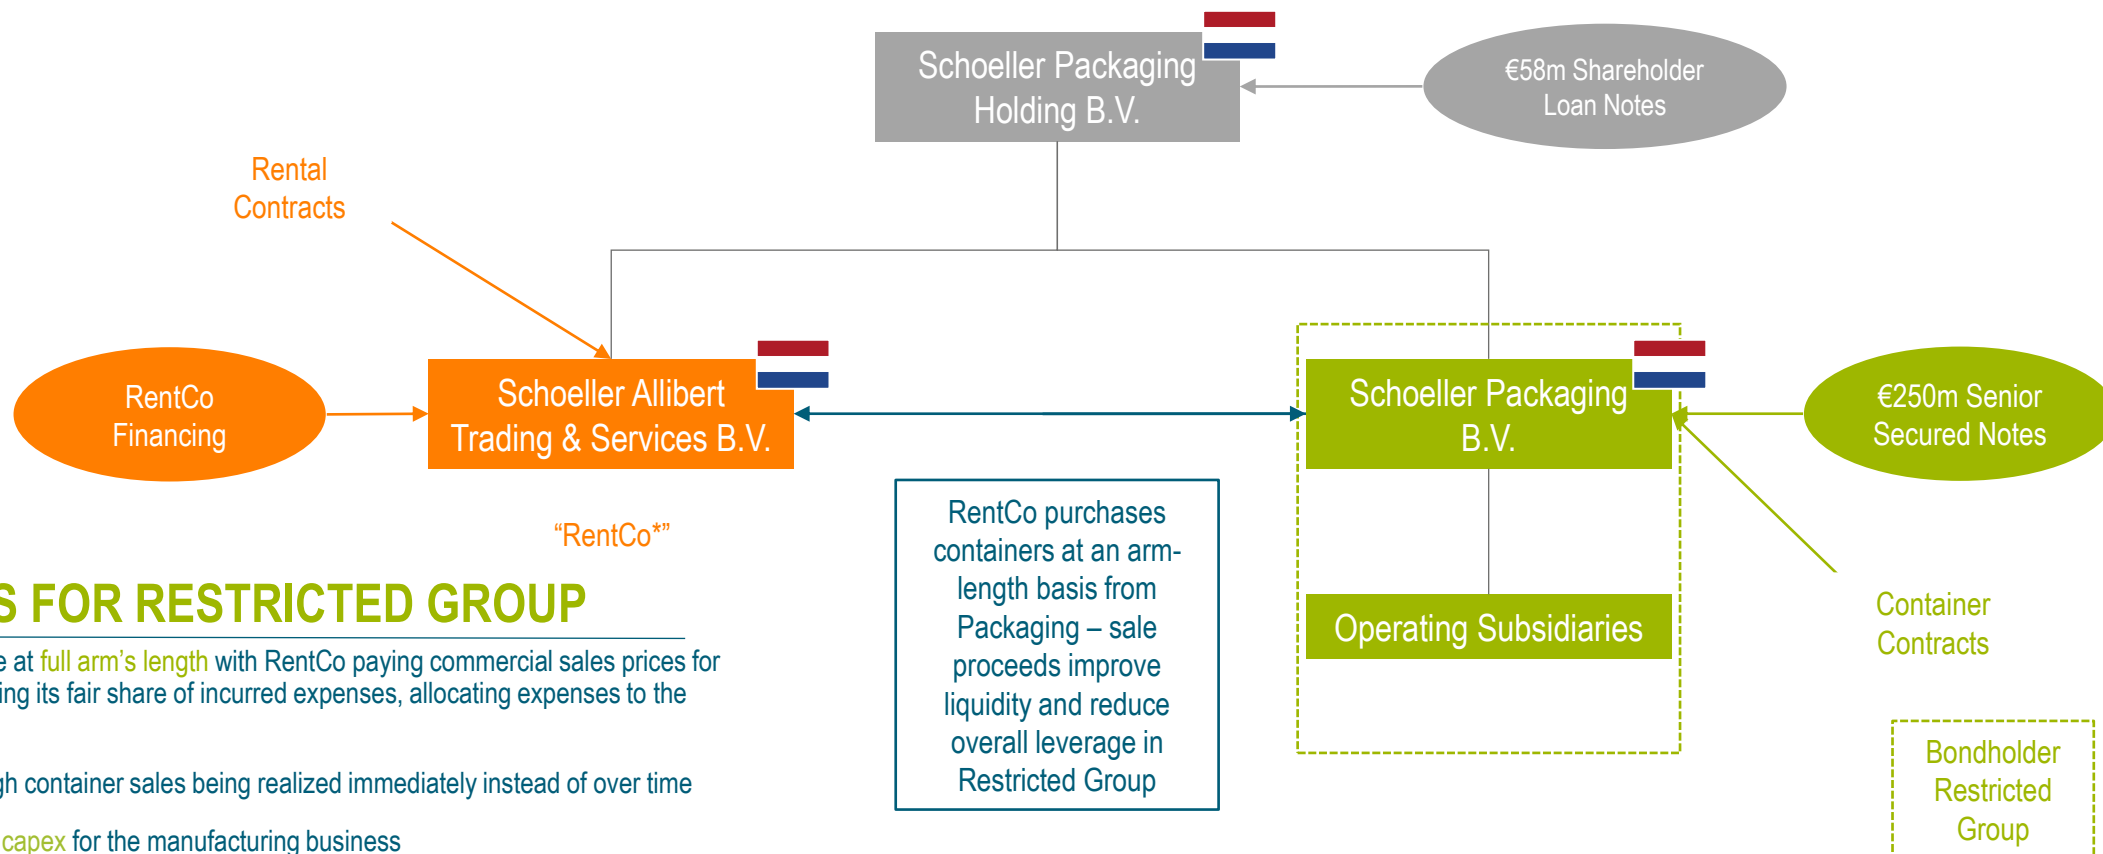 Schoeller Packaging
Holding B.V.
€58m Shareholder
Loan Notes
Rental
Contracts
RentCo
Financing
Schoeller Allibert
Trading & Services B.V.
Schoeller Packaging
B.V.
€250m Senior
Secured Notes
"RentCo*"
RentCo purchases
containers at an arm-
length basis from
Packaging – sale
proceeds improve
liquidity and reduce
overall leverage in
Restricted Group
Operating Subsidiaries
Container
Contracts
Bondholder
Restricted
Group
S FOR RESTRICTED GROUP
e at full arm's length with RentCo paying commercial sales prices for
ing its fair share of incurred expenses, allocating expenses to the
gh container sales being realized immediately instead of over time
capex for the manufacturing business